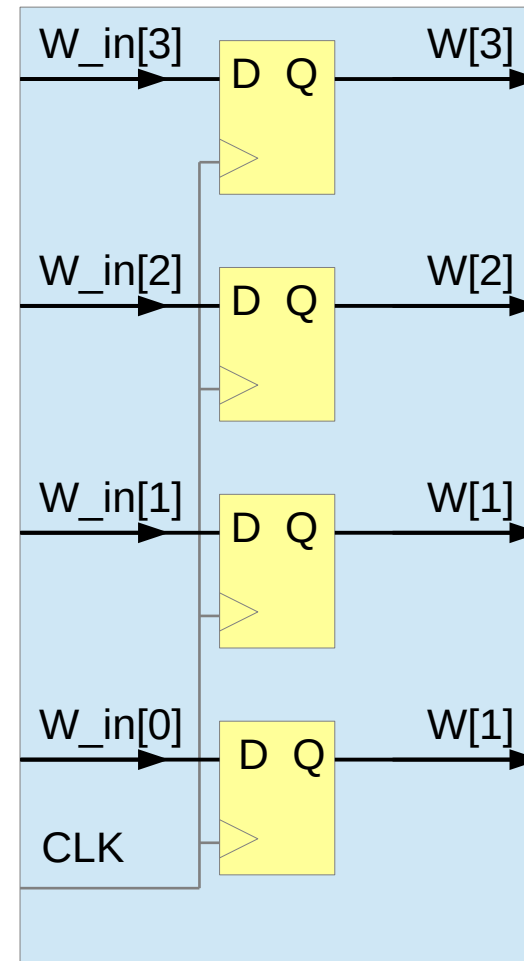 W_in[3] W[3]
D Q
W_in[2] W[2]
D Q
W_in[1] W[1]
D Q
W_in[0] W[1]
D Q
CLK